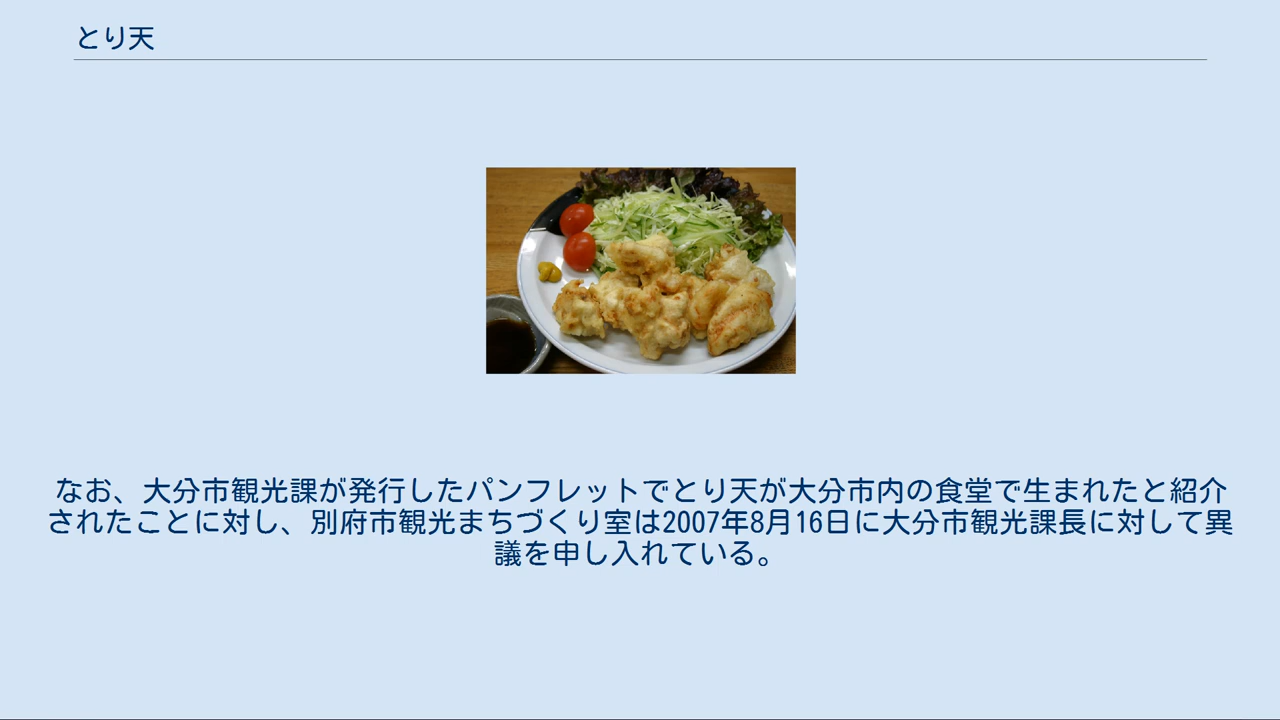 とり天
なお、大分市観光課が発行したパンフレットでとり天が大分市内の食堂で生まれたと紹介
されたことに対し、別府市観光まちづくり室は2007年8月16日に大分市観光課長に対して異
議を申し入れている。